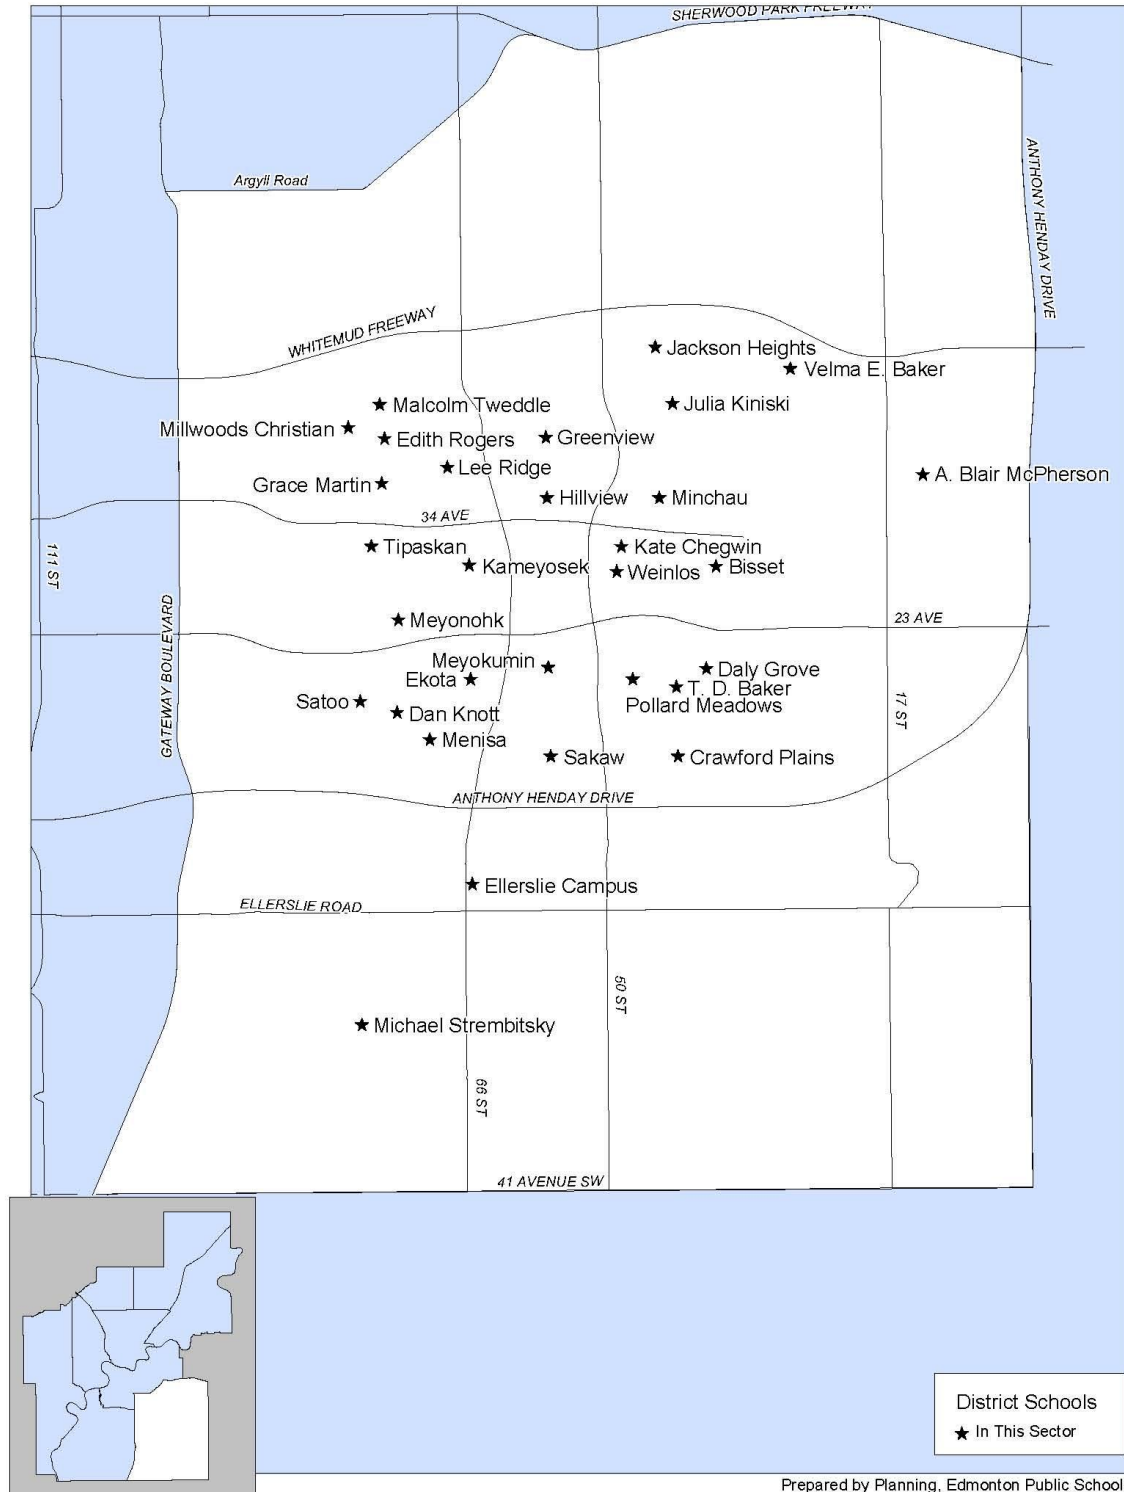 SHERWOOD PARK FREEWAY
ANTHONY HENDAY DRIVE
Argyll Road
WHITEMUD FREEWAY
Jackson Heights
Velma E. Baker
Malcolm Tweddle
Julia Kiniski
Millwoods Christian
Edith Rogers
Greenview
Lee Ridge
A. Blair McPherson
Grace Martin
Hillview
Minchau
34 AVE
111 ST
Tipaskan
Kate Chegwin
Kameyosek
Weinlos
Bisset
GATEWAY BOULEVARD
Meyonohk
23 AVE
Meyokumin
Daly Grove
Ekota
T. D. Baker
Satoo
Pollard Meadows
17 ST
Dan Knott
Menisa
Sakaw
Crawford Plains
ANTHONY HENDAY DRIVE
Ellerslie Campus
ELLERSLIE ROAD
50 ST
Michael Strembitsky
66 ST
41 AVENUE SW
District Schools
In This Sector
Prepared by Planning, Edmonton Public School